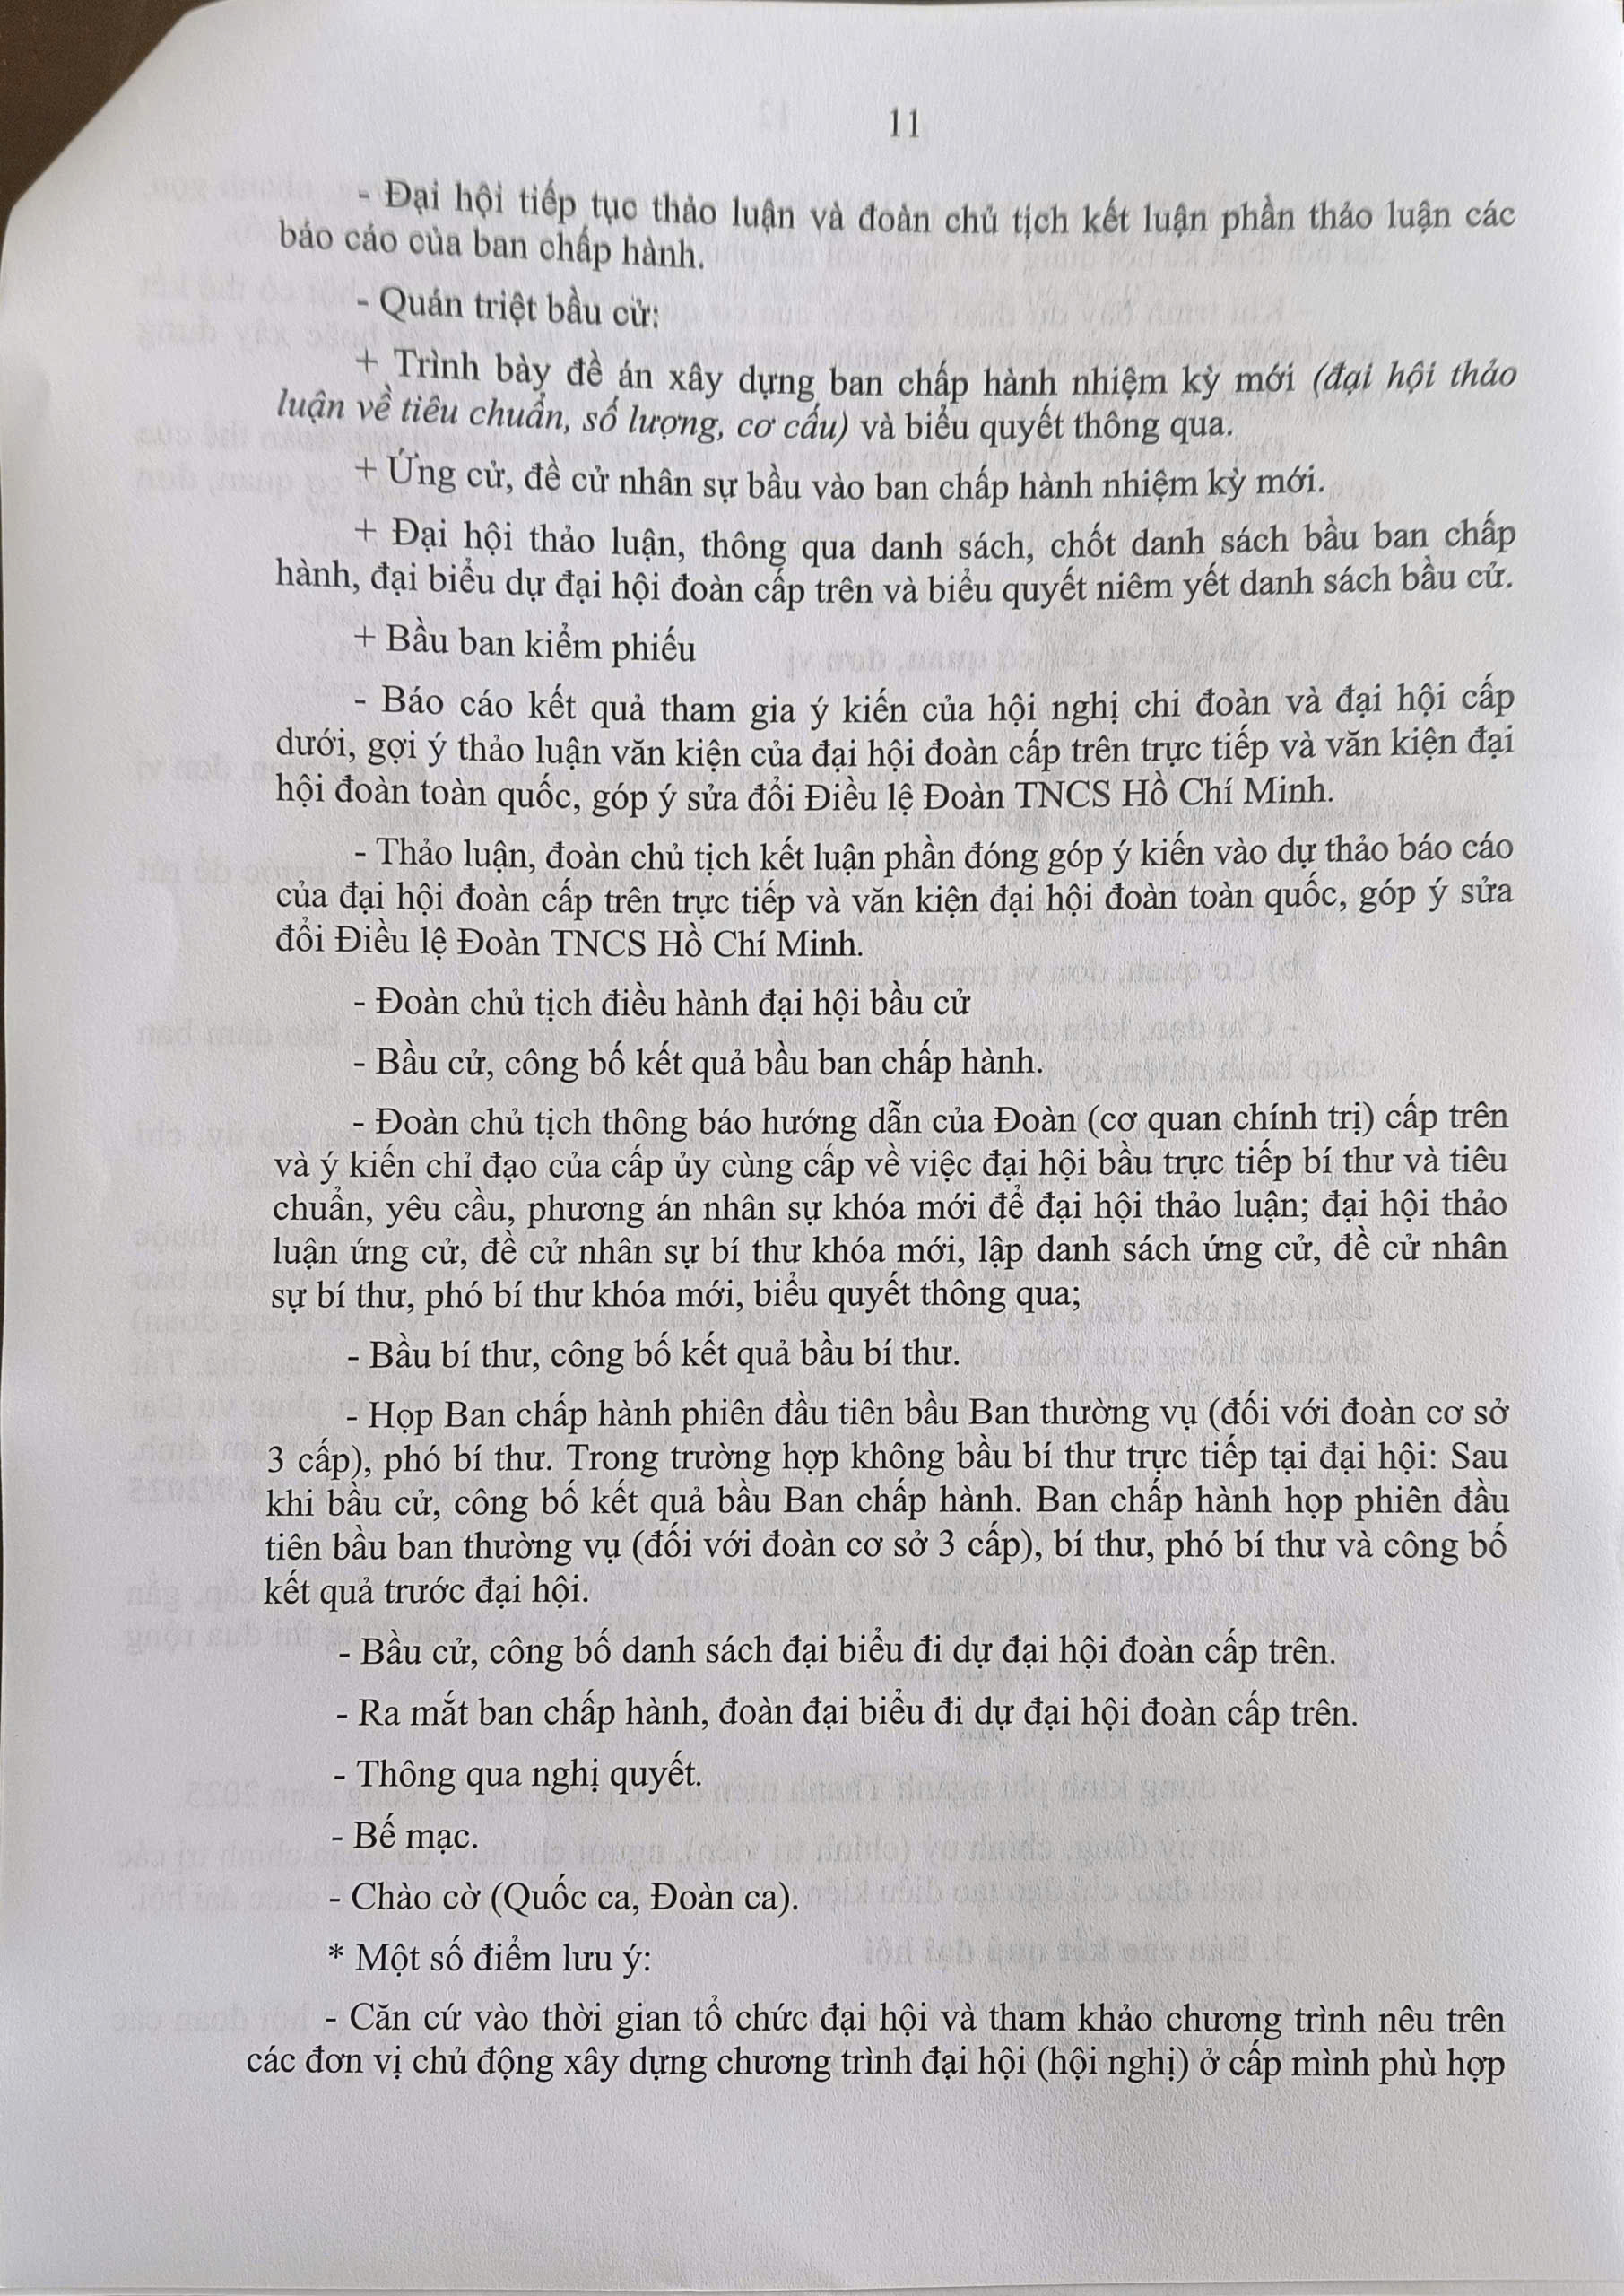 11
- Đại hội tiếp tục thảo luận và đoàn chủ tịch kết luận phần thảo luận các
báo cáo của ban chấp hành.
- Quán triệt bầu cử:
+ Trình bày đề án xây dựng ban chấp hành nhiệm kỳ mới (đại hội thảo
luận về tiêu chuẩn, số lượng, cơ cấu) và biểu quyết thông qua.
+ Ứng cử, đề cử nhân sự bầu vào ban chấp hành nhiệm kỳ mới.
+ Đại hội thảo luận, thông qua danh sách, chốt danh sách bầu ban chấp
hành, đại biểu dự đại hội đoàn cấp trên và biểu quyết niêm yết danh sách bầu cử.
+ Bầu ban kiểm phiếu
- Báo cáo kết quả tham gia ý kiến của hội nghị chi đoàn và đại hội cấp
dưới, gợi ý thảo luận văn kiện của đại hội đoàn cấp trên trực tiếp và văn kiện đại
hội đoàn toàn quốc, góp ý sửa đổi Điều lệ Đoàn TNCS Hồ Chí Minh.
- Thảo luận, đoàn chủ tịch kết luận phần đóng góp ý kiến vào dự thảo báo cáo
của đại hội đoàn cấp trên trực tiếp và văn kiện đại hội đoàn toàn quốc, góp ý sửa
đổi Điều lệ Đoàn TNCS Hồ Chí Minh.
- Đoàn chủ tịch điều hành đại hội bầu cử
- Bầu cử, công bố kết quả bầu ban chấp hành.
- Đoàn chủ tịch thông báo hướng dẫn của Đoàn (cơ quan chính trị) cấp trên
và ý kiến chỉ đạo của cấp ủy cùng cấp về việc đại hội bầu trực tiếp bí thư và tiêu
chuẩn, yêu cầu, phương án nhân sự khóa mới để đại hội thảo luận; đại hội thảo
luận ứng cử, đề cử nhân sự bí thư khóa mới, lập danh sách ứng cử, đề cử nhân
sự bí thư, phó bí thư khóa mới, biểu quyết thông qua;
- Bầu bí thư, công bố kết quả bầu bí thư.
- Họp Ban chấp hành phiên đầu tiên bầu Ban thường vụ (đối với đoàn cơ sở
3 cấp), phó bí thư. Trong trường hợp không bầu bí thư trực tiếp tại đại hội: Sau
khi bầu cử, công bố kết quả bầu Ban chấp hành. Ban chấp hành họp phiên đầu
tiên bầu ban thường vụ (đối với đoàn cơ sở 3 cấp), bí thư, phó bí thư và công bố
kết quả trước đại hội.
- Bầu cử, công bố danh sách đại biểu đi dự đại hội đoàn cấp trên.
- Ra mắt ban chấp hành, đoàn đại biểu đi dự đại hội đoàn cấp trên.
- Thông qua nghị quyết.
- Bế mạc.
- Chào cờ (Quốc ca, Đoàn ca).
* Một số điểm lưu ý:
- Căn cứ vào thời gian tổ chức đại hội và tham khảo chương trình nêu trên
các đơn vị chủ động xây dựng chương trình đại hội (hội nghị) ở cấp mình phù hợp